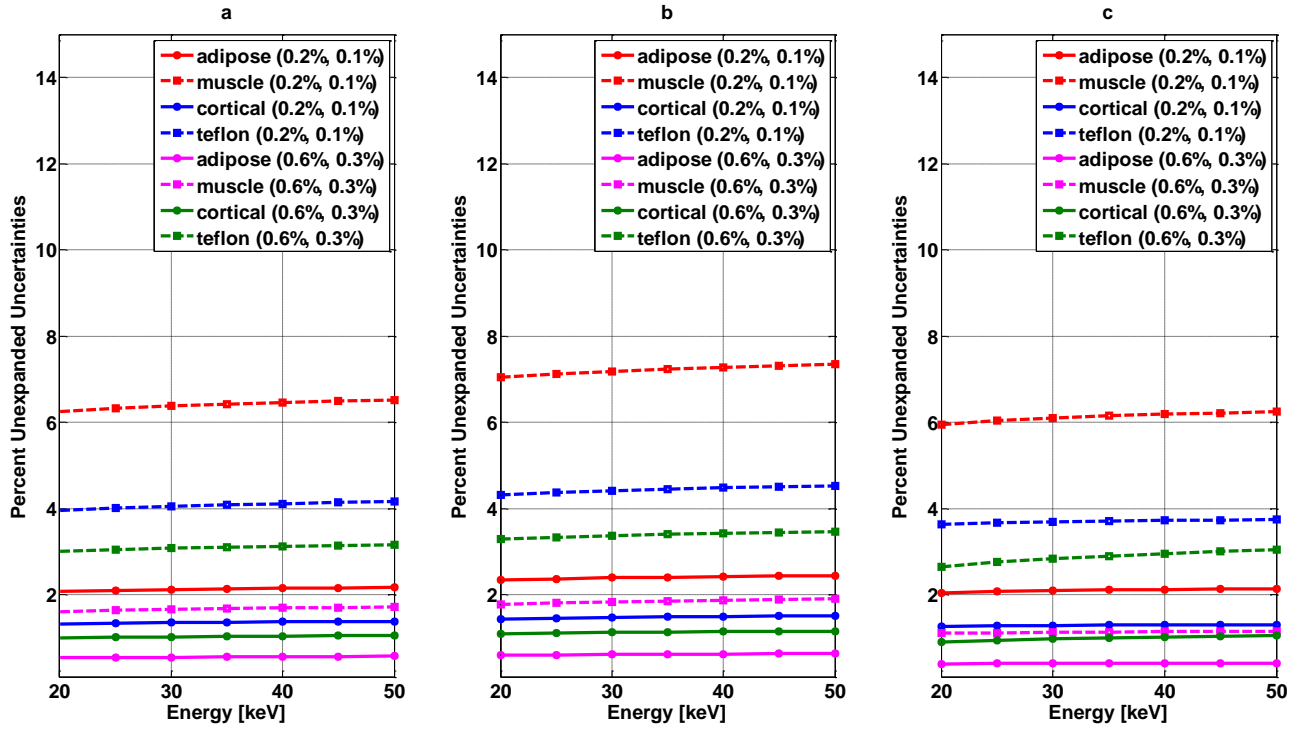 a
adipose (0.2%, 0.1%)
muscle (0.2%, 0.1%)
cortical (0.2%, 0.1%)
teflon (0.2%, 0.1%)
adipose (0.6%, 0.3%)
muscle (0.6%, 0.3%)
cortical (0.6%, 0.3%)
teflon (0.6%, 0.3%)
Percent Unexpanded Uncertainties
14
12
10
8
6
4
2
20 30 40 50
Energy [keV]
b
adipose (0.2%, 0.1%)
muscle (0.2%, 0.1%)
cortical (0.2%, 0.1%)
teflon (0.2%, 0.1%)
adipose (0.6%, 0.3%)
muscle (0.6%, 0.3%)
cortical (0.6%, 0.3%)
teflon (0.6%, 0.3%)
Percent Unexpanded Uncertainties
14
12
10
8
6
4
2
20 30 40 50
Energy [keV]
c
adipose (0.2%, 0.1%)
muscle (0.2%, 0.1%)
cortical (0.2%, 0.1%)
teflon (0.2%, 0.1%)
adipose (0.6%, 0.3%)
muscle (0.6%, 0.3%)
cortical (0.6%, 0.3%)
teflon (0.6%, 0.3%)
Percent Unexpanded Uncertainties
14
12
10
8
6
4
2
20 30 40 50
Energy [keV]